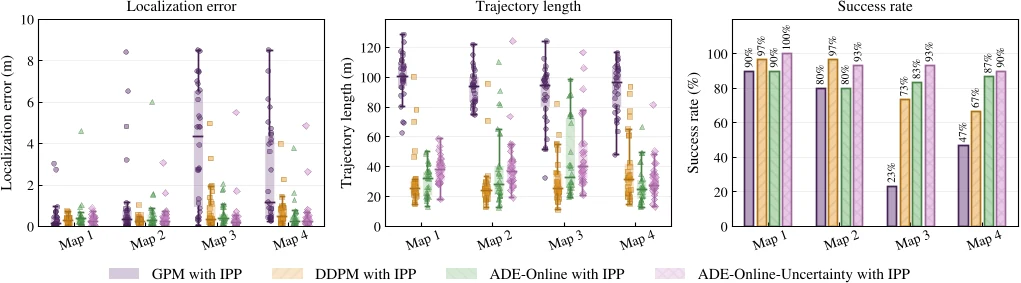 Localization error
Localization error (m)
10
8
6
4
2
0
Map 1
Map 2
Map 3
Map 4
Trajectory length
Trajectory length (m)
120
100
80
60
40
20
0
Map 1
Map 2
Map 3
Map 4
Success rate
Success rate (%)
100
80
60
40
20
0
90%
97%
90%
100%
80%
97%
80%
93%
23%
73%
83%
93%
47%
67%
87%
90%
Map 1
Map 2
Map 3
Map 4
GPM with IPP
DDPM with IPP
ADE-Online with IPP
ADE-Online-Uncertainty with IPP